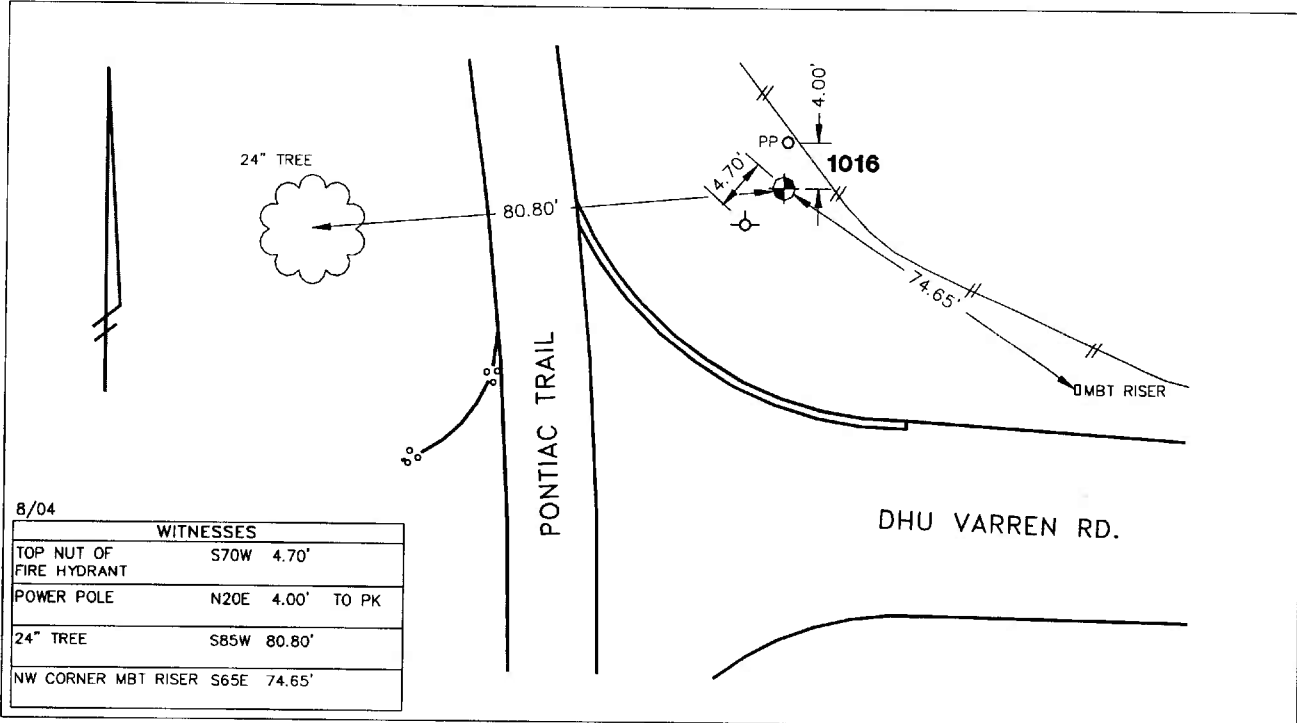 24" TREE
80.80'
PP
4.00'
1016
4.70'
74.65'
MBT RISER
PONTIAC TRAIL
DHU VARREN RD.
8/04
WITNESSES
TOP NUT OF FIRE HYDRANT S70W 4.70'
POWER POLE N20E 4.00' TO PK
24" TREE S85W 80.80'
NW CORNER MBT RISER S65E 74.65'